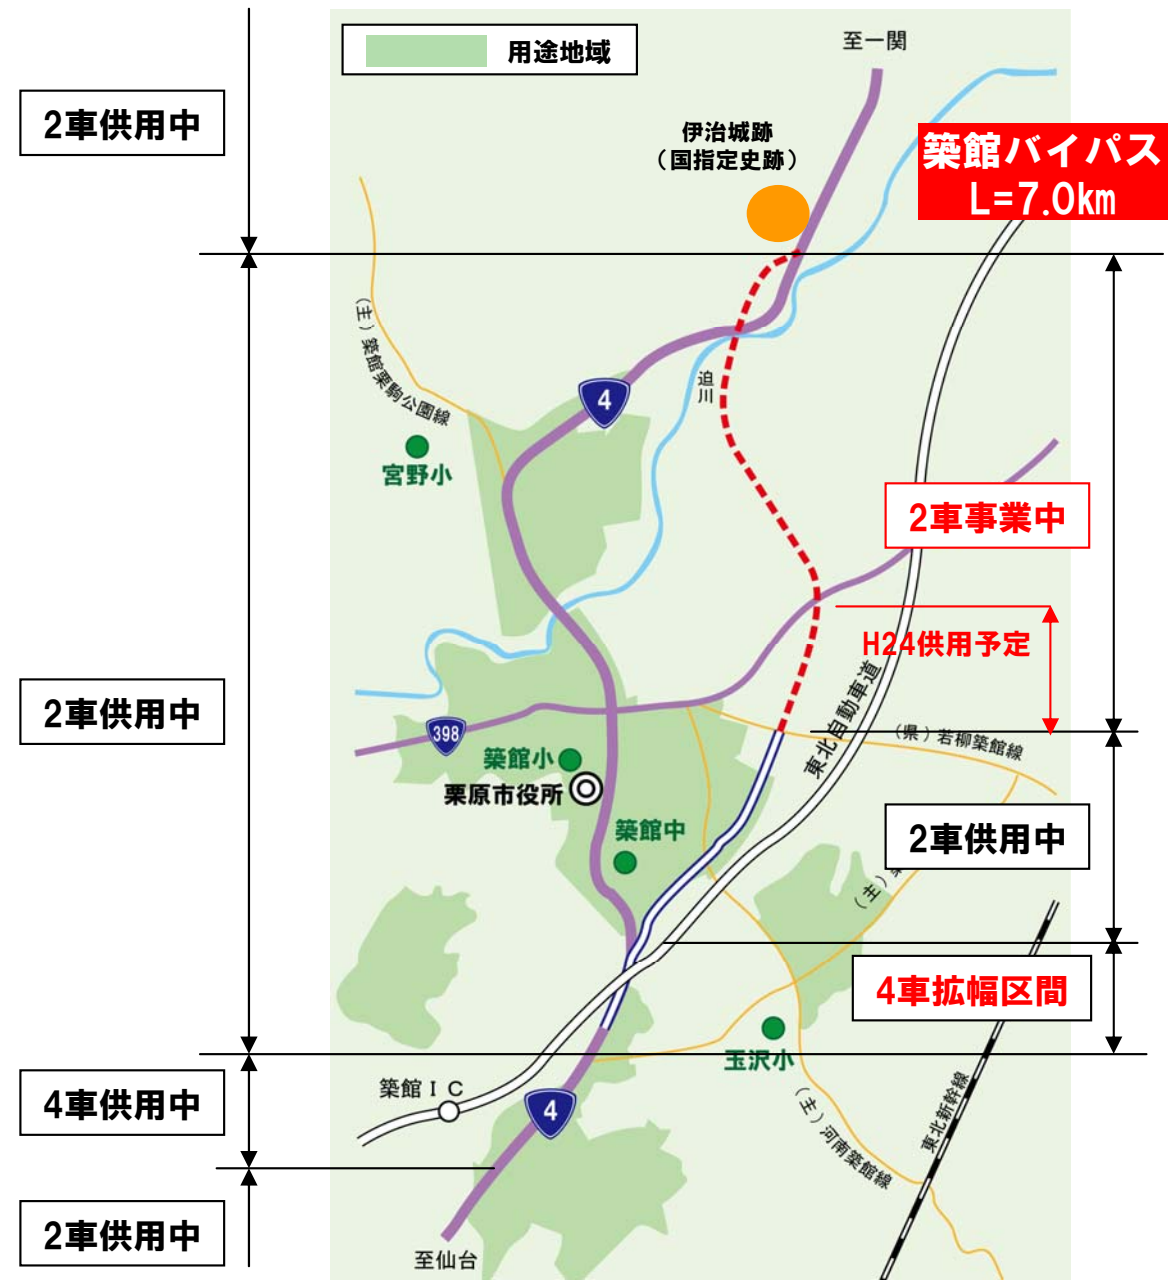 用途地域
至一関
2車供用中
伊治城跡
（国指定史跡）
築館バイパス
L=7.0km
（主）築館栗駒公園線
4
迫川
宮野小
2車事業中
H24供用予定
東北自動車道
2車供用中
398
（県）若柳築館線
築館小
栗原市役所
築館中
2車供用中
（主）
4車拡幅区間
玉沢小
築館ＩＣ
4車供用中
4
（主）河南築館線
東北新幹線
2車供用中
至仙台